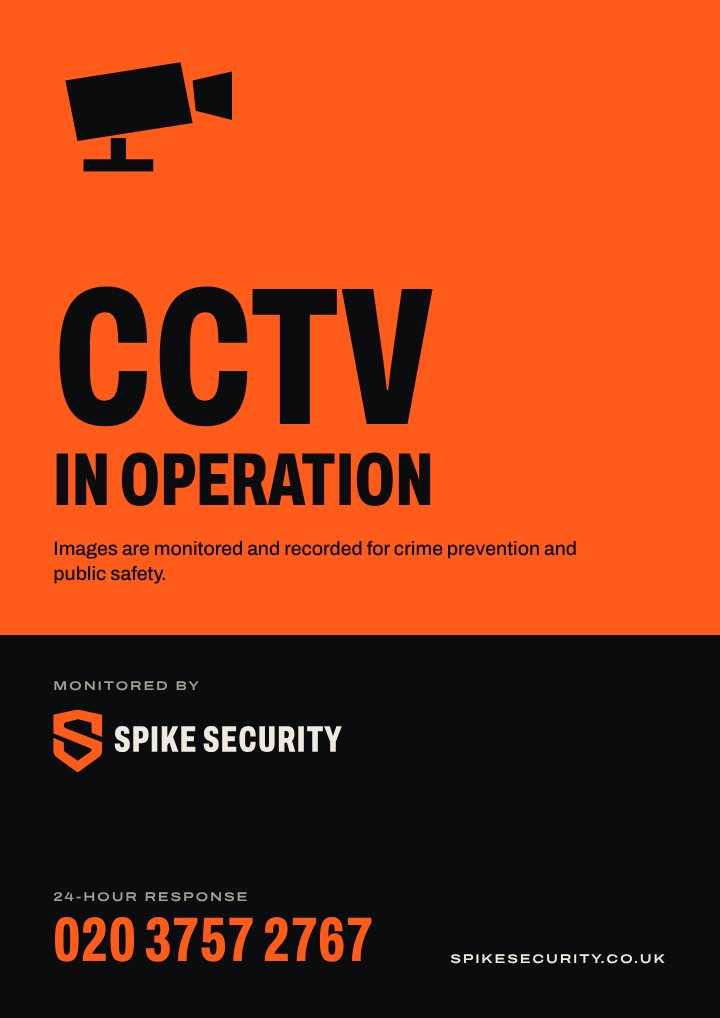 CCTV
IN OPERATION
Images are monitored and recorded for crime prevention and
public safety.
MONITORED BY
SPIKE SECURITY
24-HOUR RESPONSE
020 3757 2767
SPIKESECURITY.CO.UK